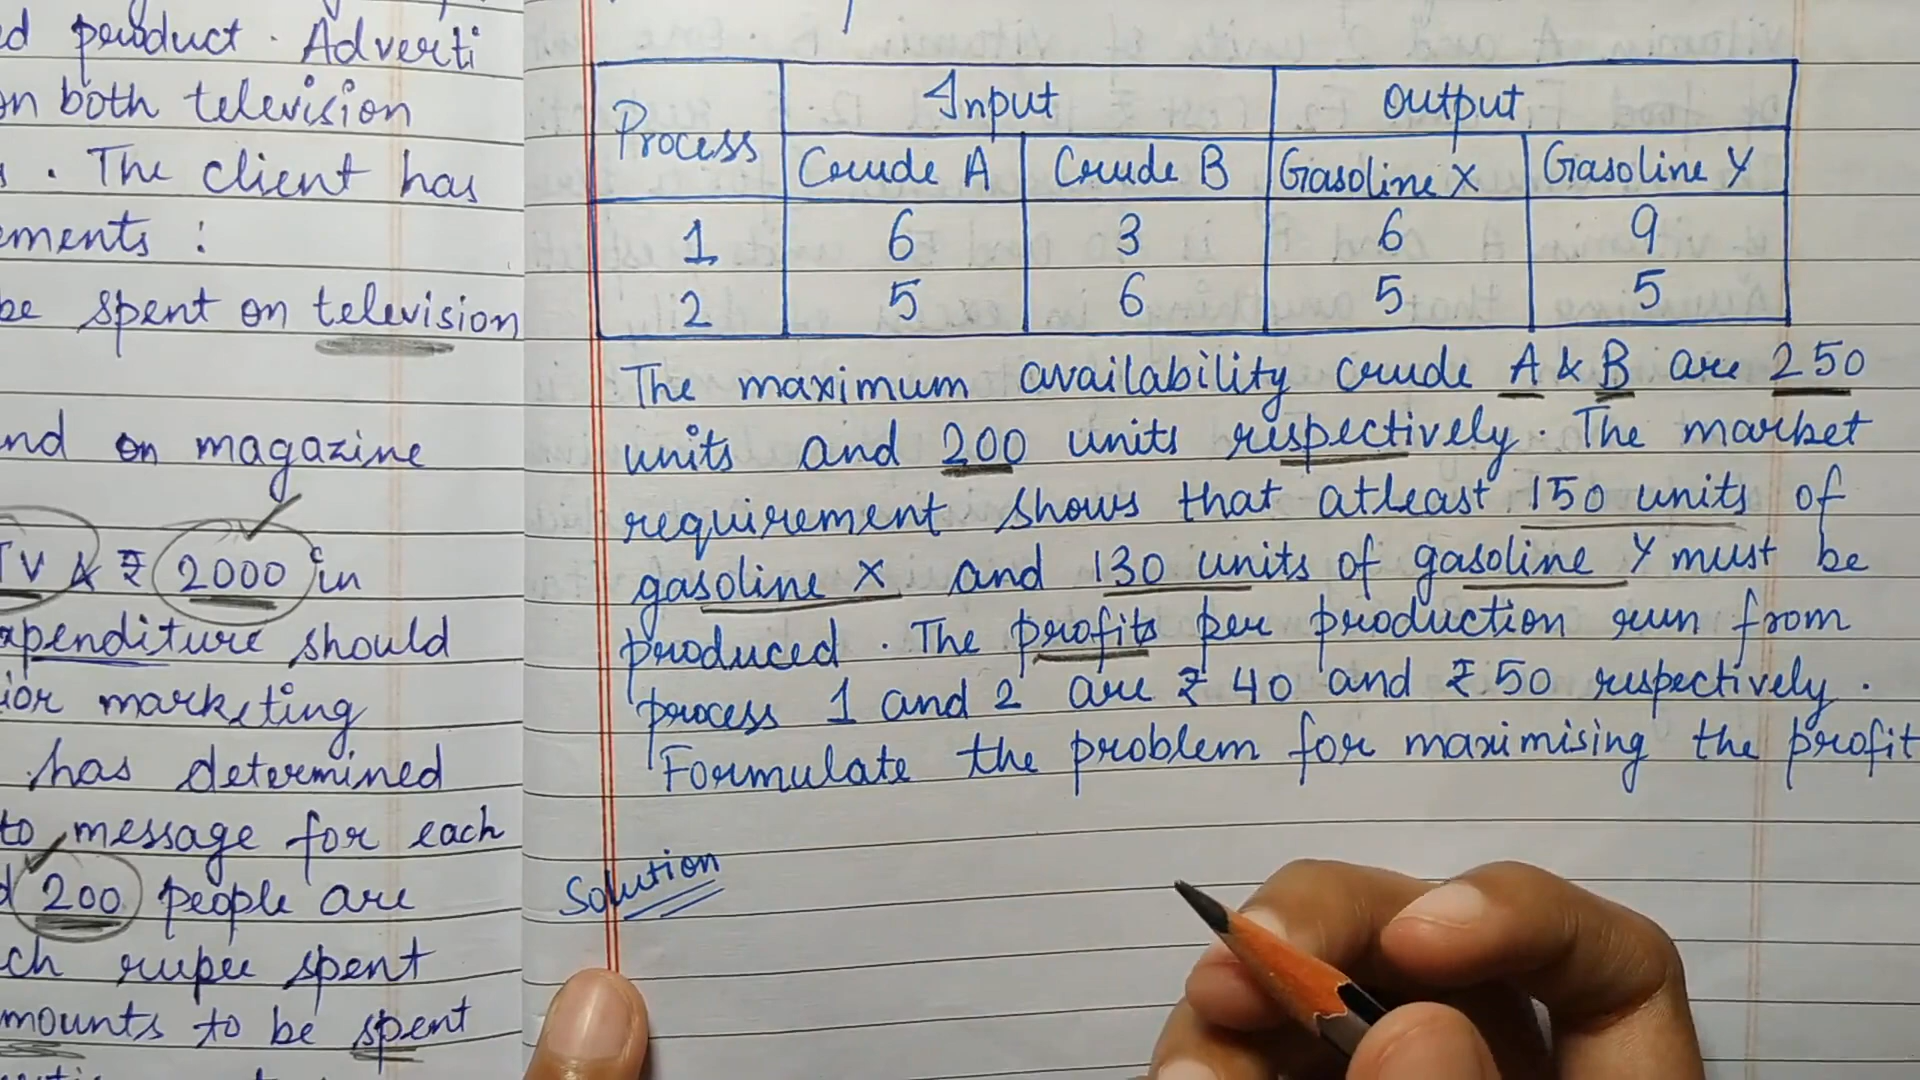 product. Adverti
on both television
. The client has
ements :
be spent on television
on magazine
TV & ₹ 2000 in
xpenditure should
ior marketing
has determined
to message for each
200 people are
ch rupee spent
mounts to be spent
Process Input Output
Crude A Crude B Gasoline X Gasoline Y
1 6 3 6 9
2 5 6 5 5
The maximum availability crude A & B are 250
units and 200 units respectively. The market
requirement shows that atleast 150 units of
gasoline X and 130 units of gasoline Y must be
produced. The profits per production run from
process 1 and 2 are ₹ 40 and ₹ 50 respectively.
Formulate the problem for maximising the profit
Solution